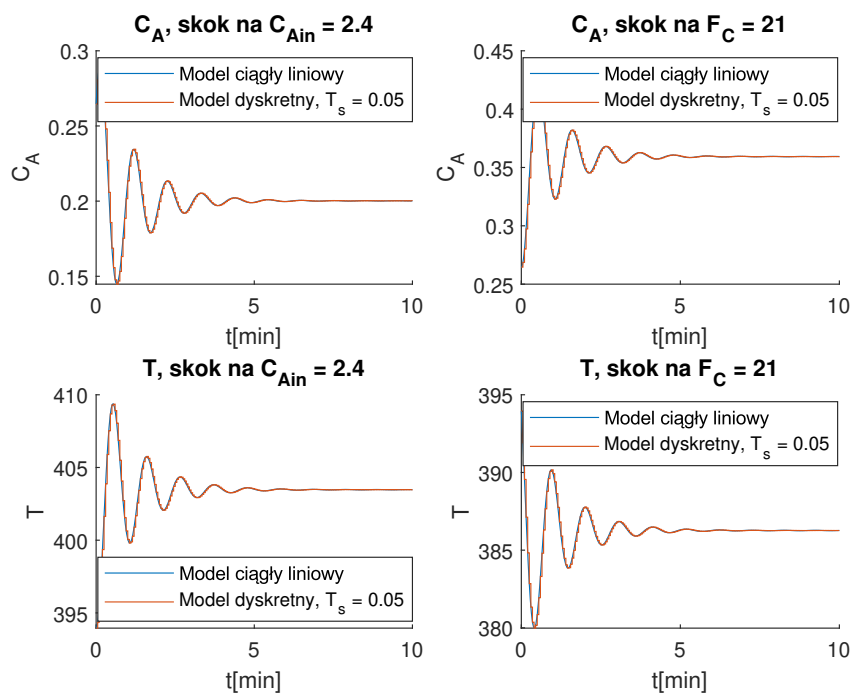 C_A, skok na C_Ain = 2.4
0.3
0.25
0.2
0.15
C_A
Model ciągły liniowy
Model dyskretny, T_s = 0.05
0
5
10
t[min]
C_A, skok na F_C = 21
0.45
0.4
0.35
0.3
0.25
C_A
Model ciągły liniowy
Model dyskretny, T_s = 0.05
0
5
10
t[min]
T, skok na C_Ain = 2.4
410
405
400
395
T
Model ciągły liniowy
Model dyskretny, T_s = 0.05
0
5
10
t[min]
T, skok na F_C = 21
395
390
385
380
T
Model ciągły liniowy
Model dyskretny, T_s = 0.05
0
5
10
t[min]